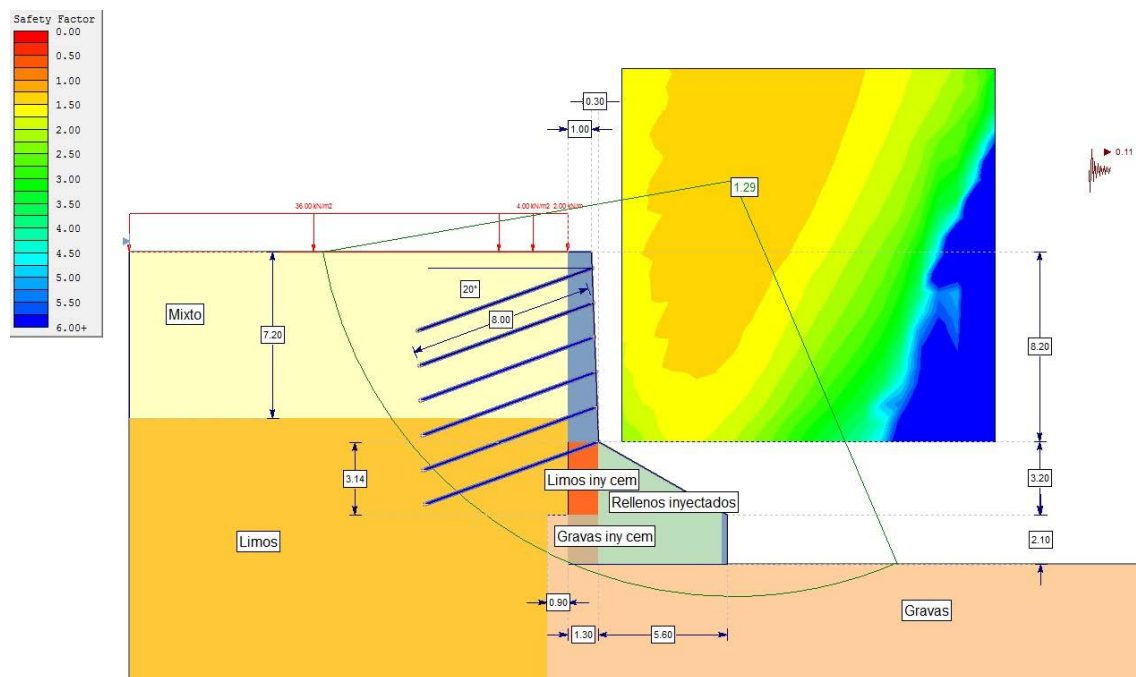 Safety Factor
0.00
0.50
1.00
1.50
2.00
2.50
3.00
3.50
4.00
4.50
5.00
5.50
6.00+
0.30
1.00
0.11
1.29
36.00 kN/m2
4.00 kN/m2
2.00 kN/m
20°
8.00
Mixto
7.20
8.20
3.14
Limos iny cem
Rellenos inyectados
3.20
Limos
Gravas iny cem
2.10
0.90
Gravas
1.30
5.60